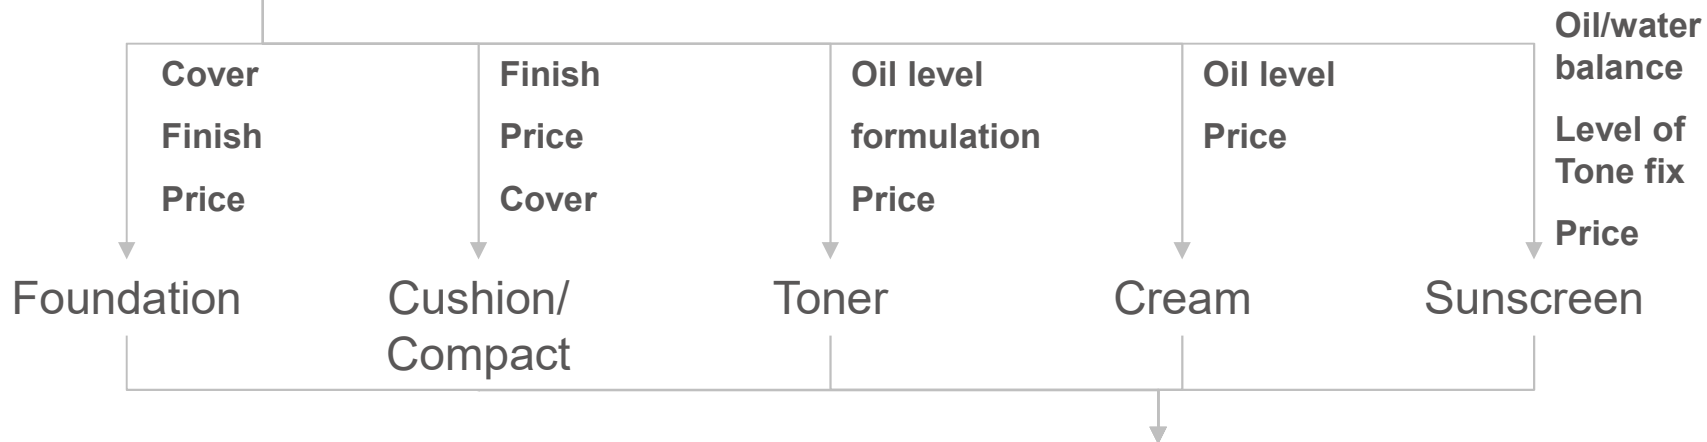 Cover
Finish
Price
Finish
Price
Cover
Oil level
formulation
Price
Oil level
Price
Oil/water
balance
Level of
Tone fix
Price
Foundation
Cushion/
Compact
Toner
Cream
Sunscreen